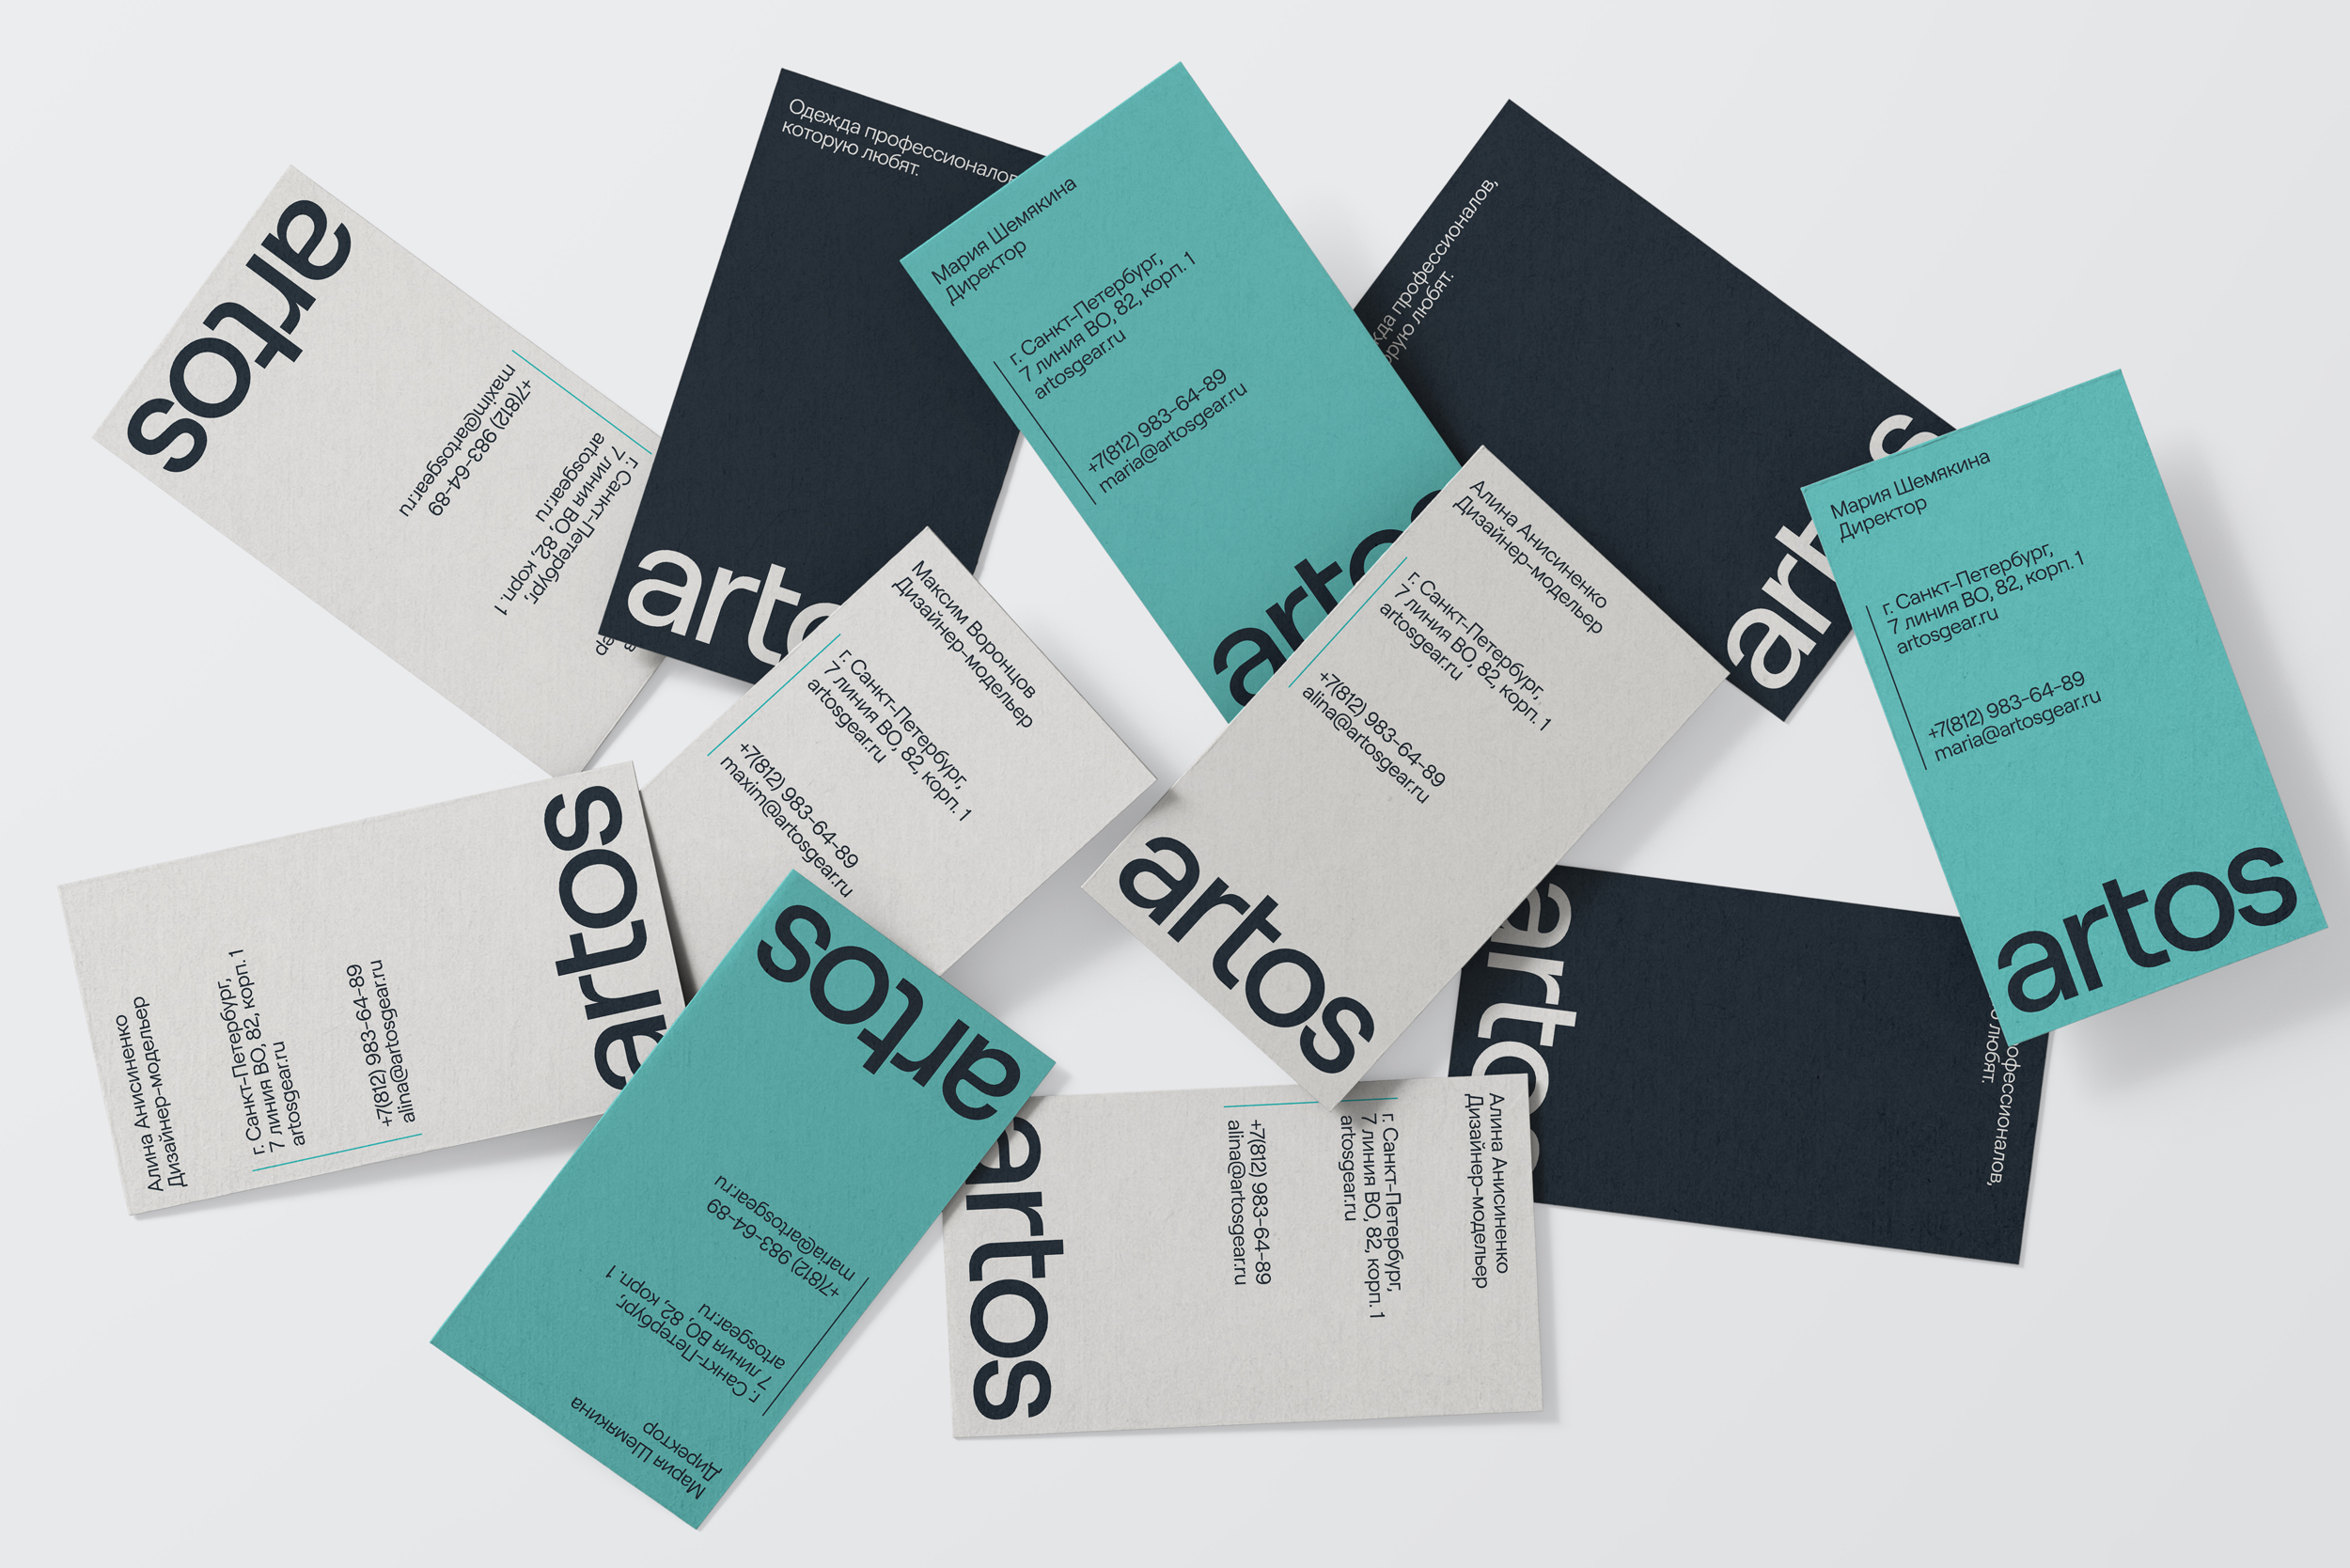 artos
+7(812) 983-64-89
maxim@artosgear.ru
г. Санкт-Петербург,
7 линия ВО, 82, корп. 1
artosgear.ru
Одежда профессионалов
которую любят.
Мария Шемякина
Директор
г. Санкт-Петербург,
7 линия ВО, 82, корп. 1
artosgear.ru
+7(812) 983-64-89
maria@artosgear.ru
профессионалов,
любят.
Мария Шемякина
Директор
г. Санкт-Петербург,
7 линия ВО, 82, корп. 1
artosgear.ru
+7(812) 983-64-89
maria@artosgear.ru
artos
Максим Воронцов
Дизайнер-модельер
г. Санкт-Петербург,
7 линия ВО, 82, корп. 1
artosgear.ru
+7(812) 983-64-89
maxim@artosgear.ru
Алина Анисиненко
Дизайнер-модельер
г. Санкт-Петербург,
7 линия ВО, 82, корп. 1
artosgear.ru
+7(812) 983-64-89
alina@artosgear.ru
artos
Алина Анисиненко
Дизайнер-модельер
г. Санкт-Петербург,
7 линия ВО, 82, корп. 1
artosgear.ru
+7(812) 983-64-89
alina@artosgear.ru
artos
Мария Шемякина
Директор
г. Санкт-Петербург,
7 линия ВО, 82, корп. 1
artosgear.ru
+7(812) 983-64-89
maria@artosgear.ru
artos
Алина Анисиненко
Дизайнер-модельер
г. Санкт-Петербург,
7 линия ВО, 82, корп. 1
artosgear.ru
+7(812) 983-64-89
alina@artosgear.ru
artos
artos
любят.